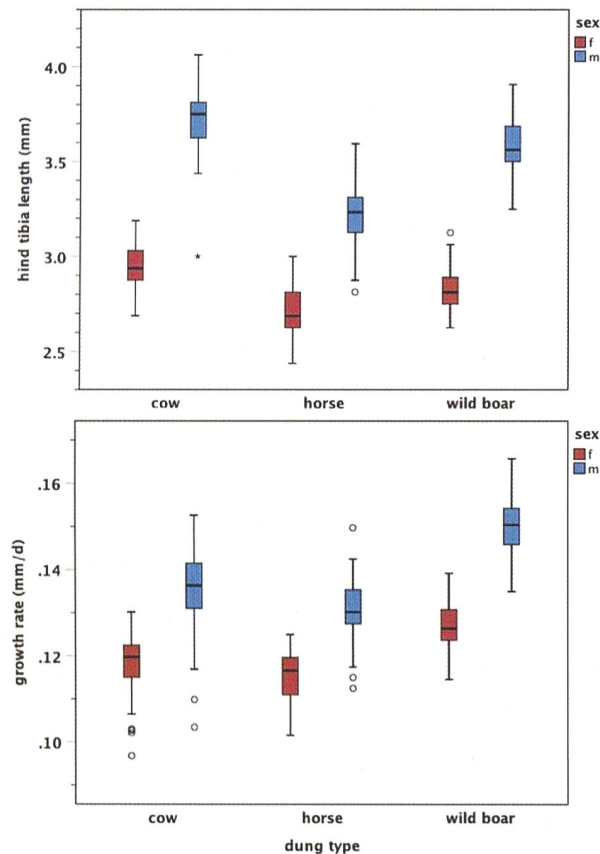 sex
f
m
4.0
3.5
3.0
2.5
hind tibia length (mm)
cow horse wild boar
sex
f
m
.16
.14
.12
.10
growth rate (mm/d)
cow horse wild boar
dung type